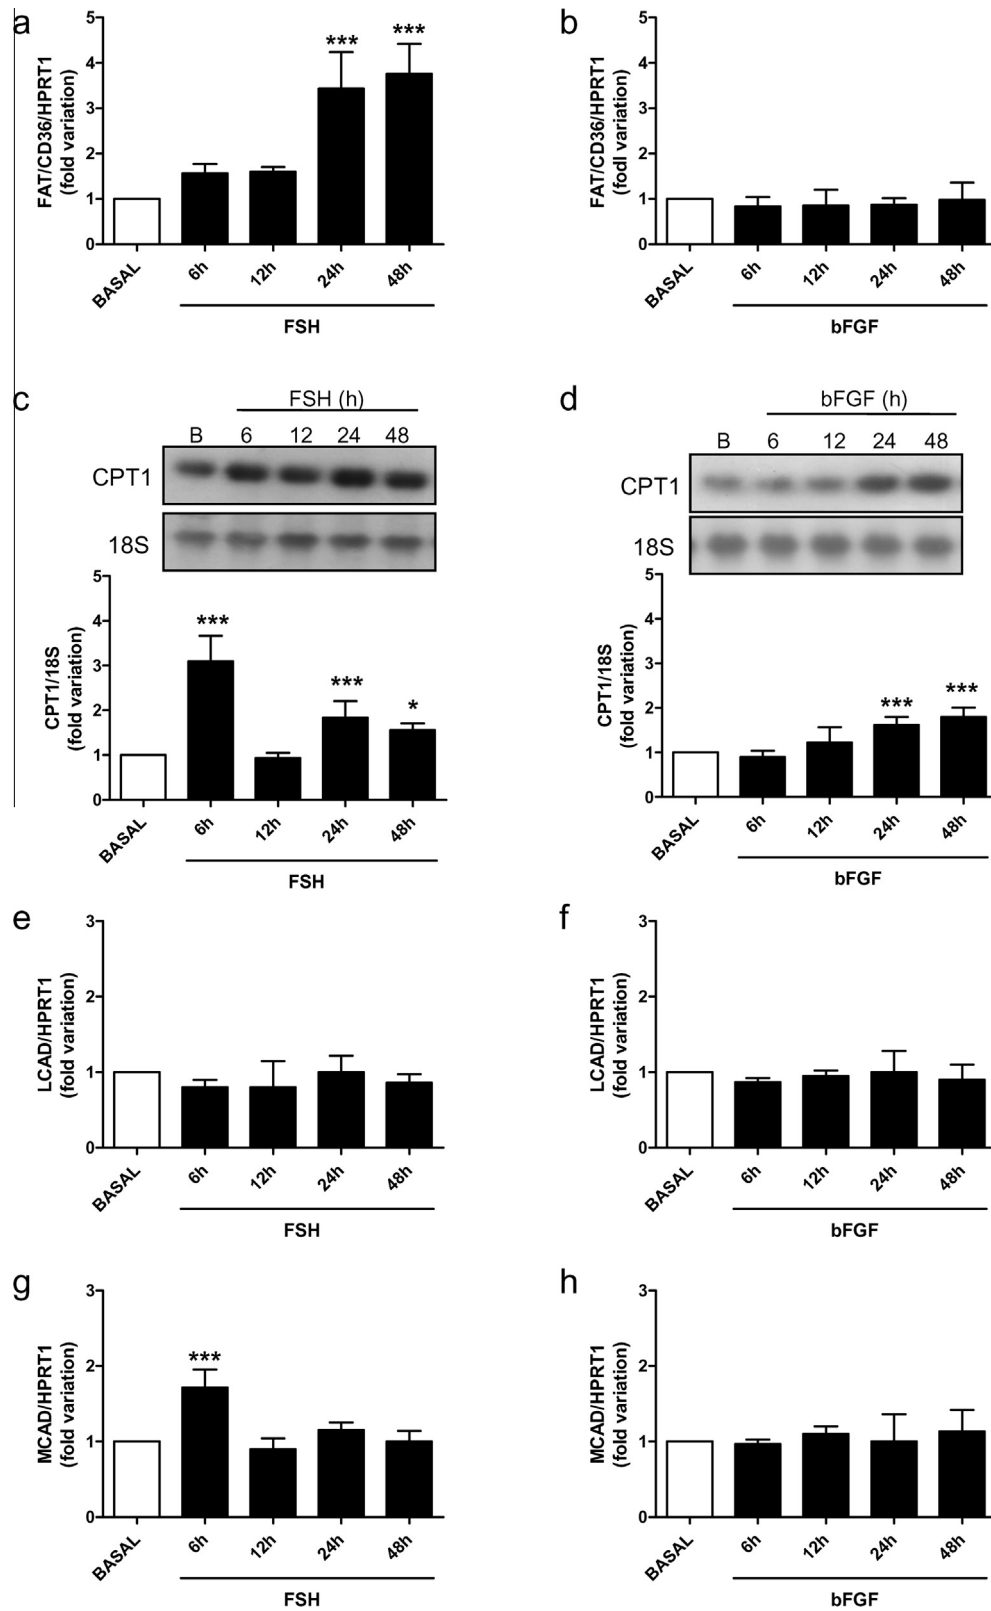 a
FAT/CD36/HPRT1
(fold variation)
5
4
3
2
1
0
***
***
BASAL
6h
12h
24h
48h
FSH
b
FAT/CD36/HPRT1
(fodl variation)
5
4
3
2
1
0
BASAL
6h
12h
24h
48h
bFGF
c
FSH (h)
B 6 12 24 48
CPT1
18S
CPT1/18S
(fold variation)
5
4
3
2
1
0
***
***
*
BASAL
6h
12h
24h
48h
FSH
d
bFGF (h)
B 6 12 24 48
CPT1
18S
CPT1/18S
(fold variation)
5
4
3
2
1
0
***
***
BASAL
6h
12h
24h
48h
bFGF
e
LCAD/HPRT1
(fold variation)
3
2
1
0
BASAL
6h
12h
24h
48h
FSH
f
LCAD/HPRT1
(fold variation)
3
2
1
0
BASAL
6h
12h
24h
48h
bFGF
g
MCAD/HPRT1
(fold variation)
3
2
1
0
***
BASAL
6h
12h
24h
48h
FSH
h
MCAD/HPRT1
(fold variation)
3
2
1
0
BASAL
6h
12h
24h
48h
bFGF